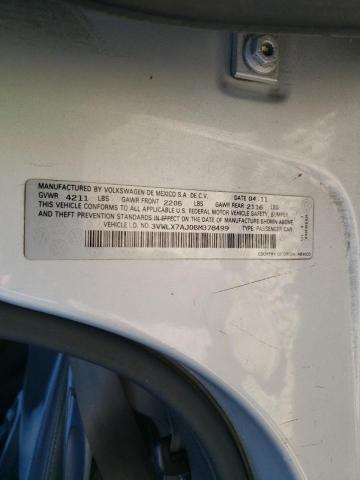 MANUFACTURED BY VOLKSWAGEN DE MEXICO S.A. DE C.V. DATE 04-11
GVWR 4211 LBS GAWR FRONT 2205 LBS GAWR REAR 2116 LBS
THIS VEHICLE CONFORMS TO ALL APPLICABLE U.S. FEDERAL MOTOR VEHICLE SAFETY, BUMPER,
AND THEFT PREVENTION STANDARDS IN EFFECT ON THE DATE OF MANUFACTURE SHOWN ABOVE.
VEHICLE I.D. NO. 3VWLX7AJ0BM378499 TYPE: PASSENGER CAR
COUNTRY OF ORIGIN: MEXICO